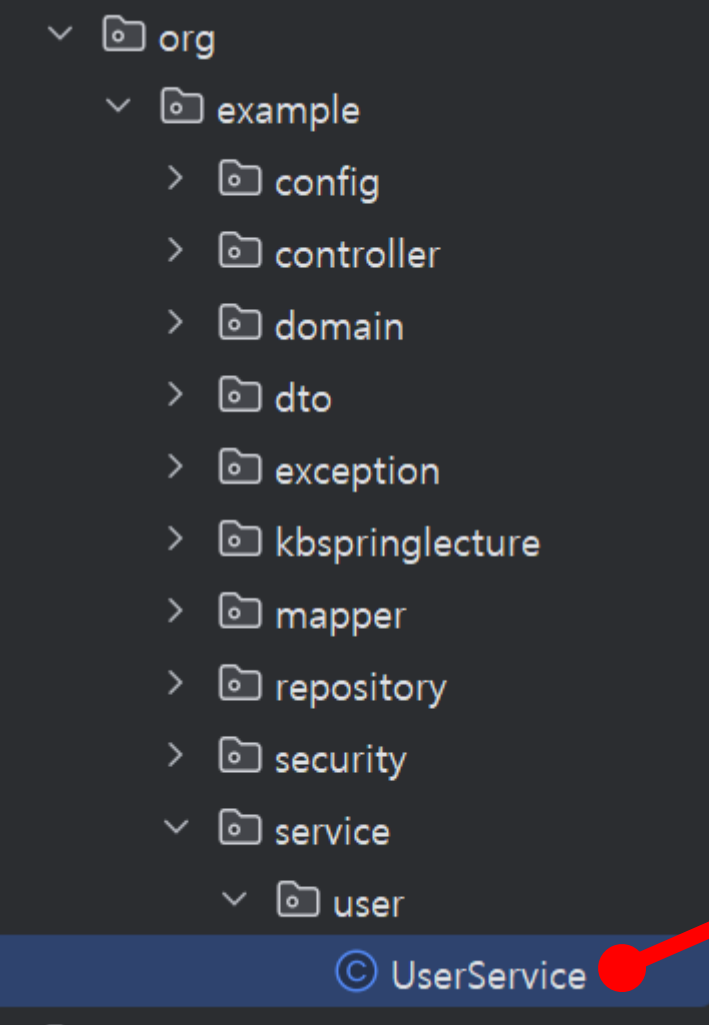 org
example
config
controller
domain
dto
exception
kbspringlecture
mapper
repository
security
service
user
UserService